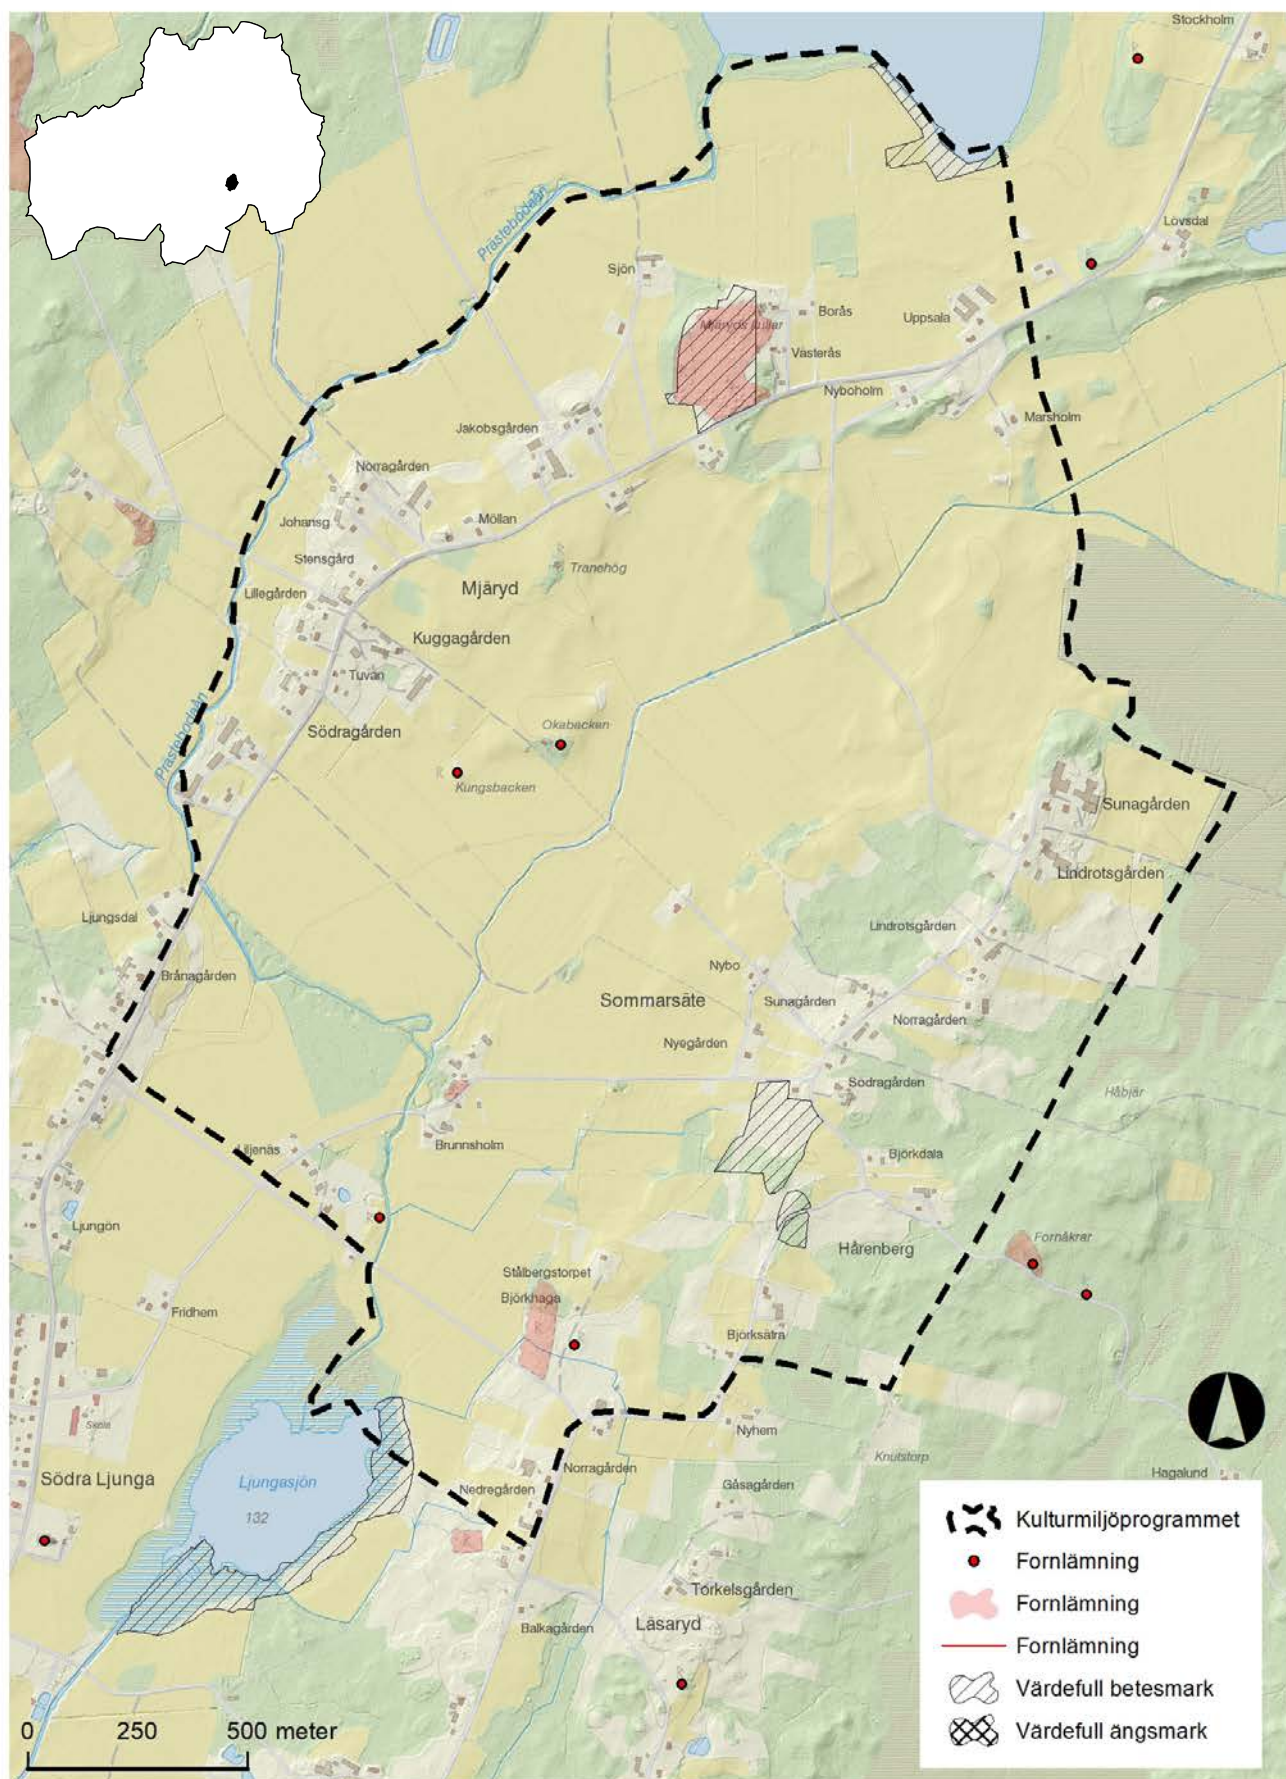 Stockholm
Prästebodaån
Lövsdal
Sjön
Mjäryds kullar
Borås
Uppsala
Västerås
Nyboholm
Marsholm
Jakobsgården
Norragården
Johansg
Möllan
Stensgård
Tranehög
Lillegården
Mjäryd
Kuggagården
Tuvan
Södragården
Okabacken
Prästebodaån
Kungsbacken
Sunagården
Lindrotsgården
Ljungsdal
Lindrotsgården
Brånagården
Nybo
Sommarsäte
Sunagården
Norragården
Nyegården
Södragården
Håbjär
Brunnsholm
Liljenäs
Björkdala
Ljungön
Hårenberg
Fornåkrar
Stålbergstorpet
Björkhaga
Fridhem
Björksätra
Skola
Nyhem
Knutstorp
Södra Ljunga
Ljungasjön
132
Norragården
Nedregården
Gåsagården
Hagalund
Torkelsgården
Läsaryd
Balkagården
Kulturmiljöprogrammet
Fornlämning
Fornlämning
Fornlämning
Värdefull betesmark
Värdefull ängsmark
0 250 500 meter